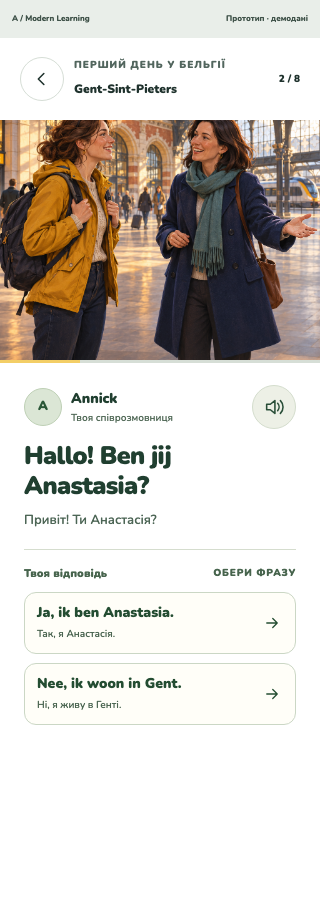 A / Modern Learning
Прототип · демодані
ПЕРШИЙ ДЕНЬ У БЕЛЬГІЇ
Gent-Sint-Pieters
2 / 8
A
Annick
Твоя співрозмовниця
Hallo! Ben jij
Anastasia?
Привіт! Ти Анастасія?
Твоя відповідь
ОБЕРИ ФРАЗУ
Ja, ik ben Anastasia.
Так, я Анастасія.
Nee, ik woon in Gent.
Ні, я живу в Генті.